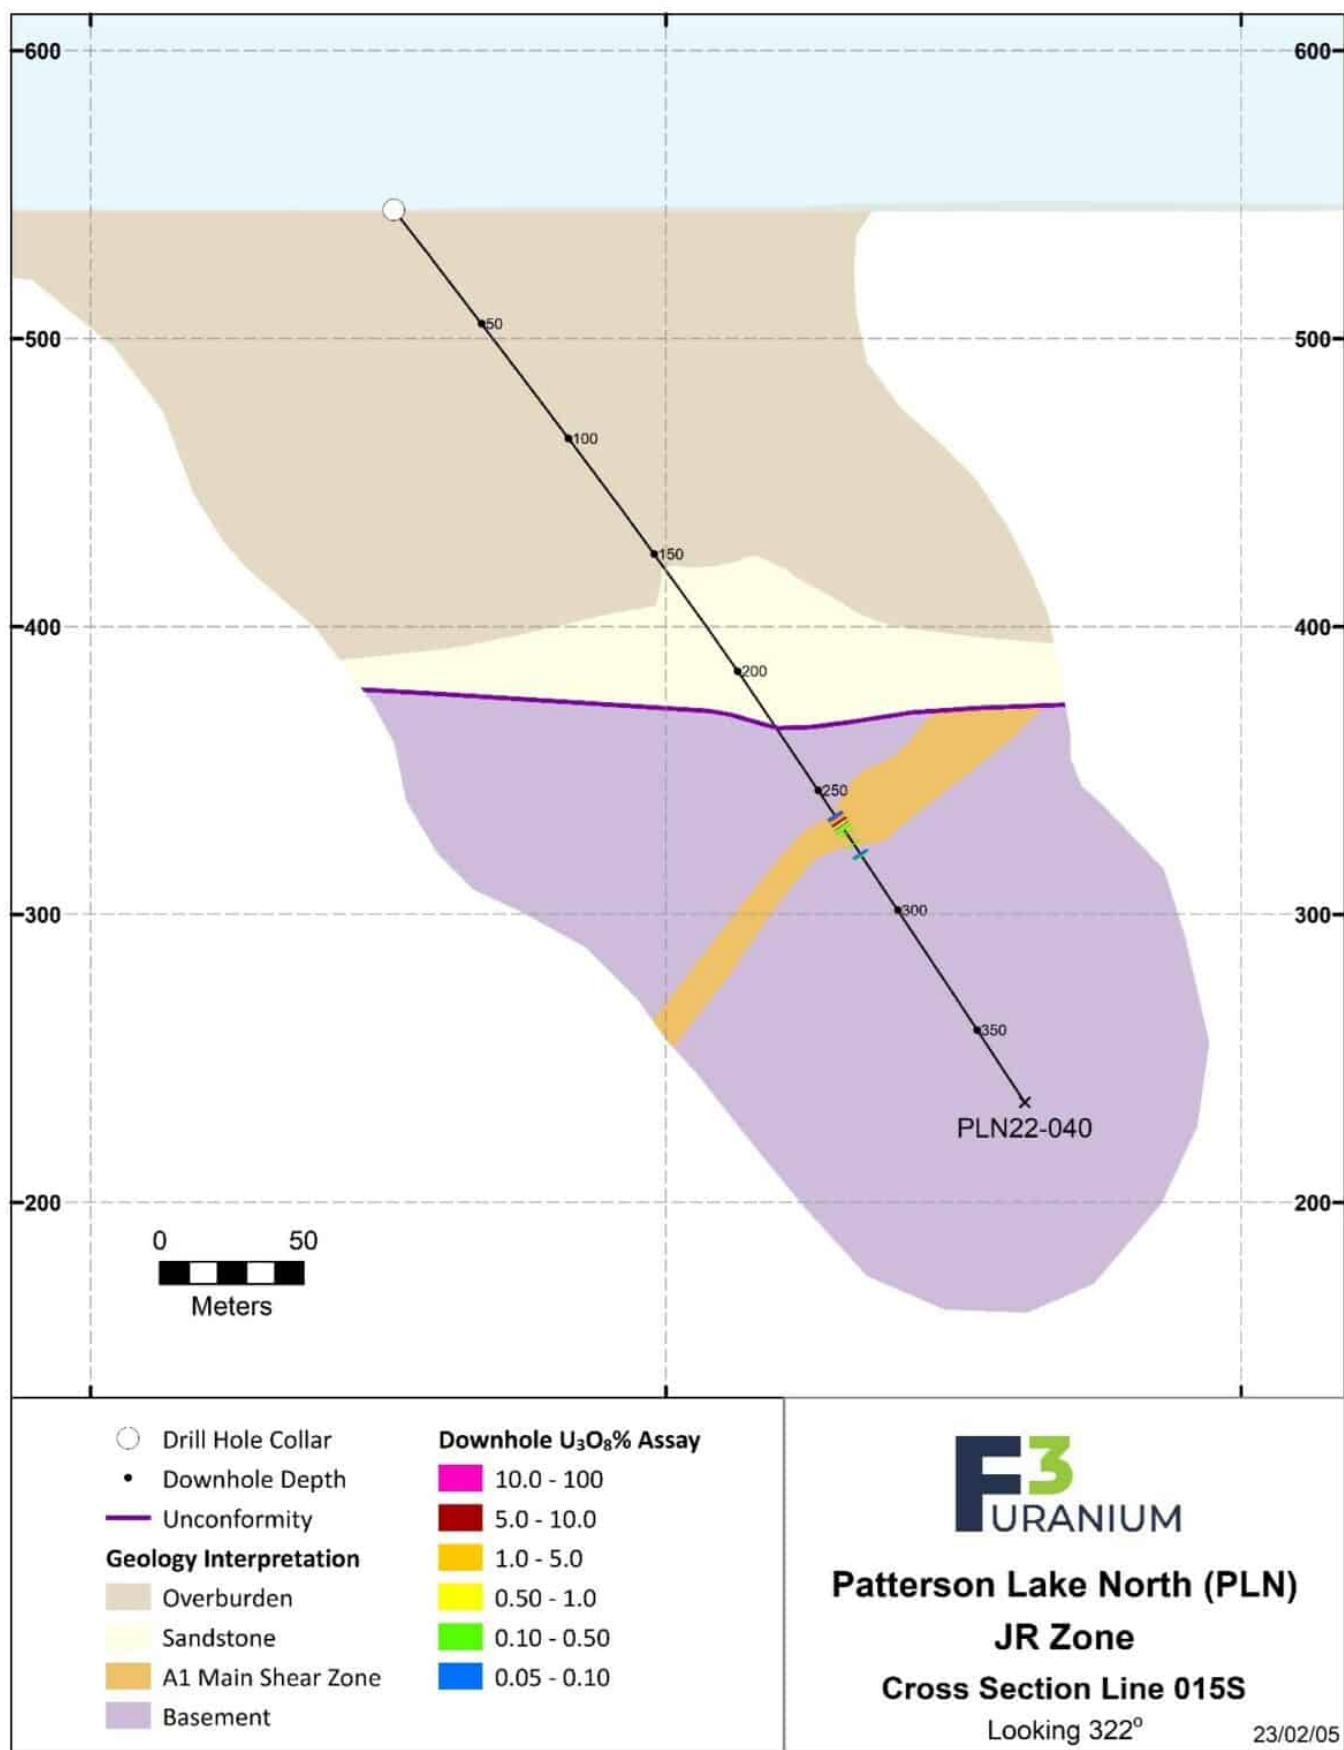 600 600
500 500
400 400
300 300
200 200
50
100
150
200
250
300
350
PLN22-040
0 50
Meters
Drill Hole Collar
Downhole Depth
Unconformity
Geology Interpretation
Overburden
Sandstone
A1 Main Shear Zone
Basement
Downhole U₃O₈% Assay
10.0 - 100
5.0 - 10.0
1.0 - 5.0
0.50 - 1.0
0.10 - 0.50
0.05 - 0.10
F3
URANIUM
Patterson Lake North (PLN)
JR Zone
Cross Section Line 015S
Looking 322°
23/02/05